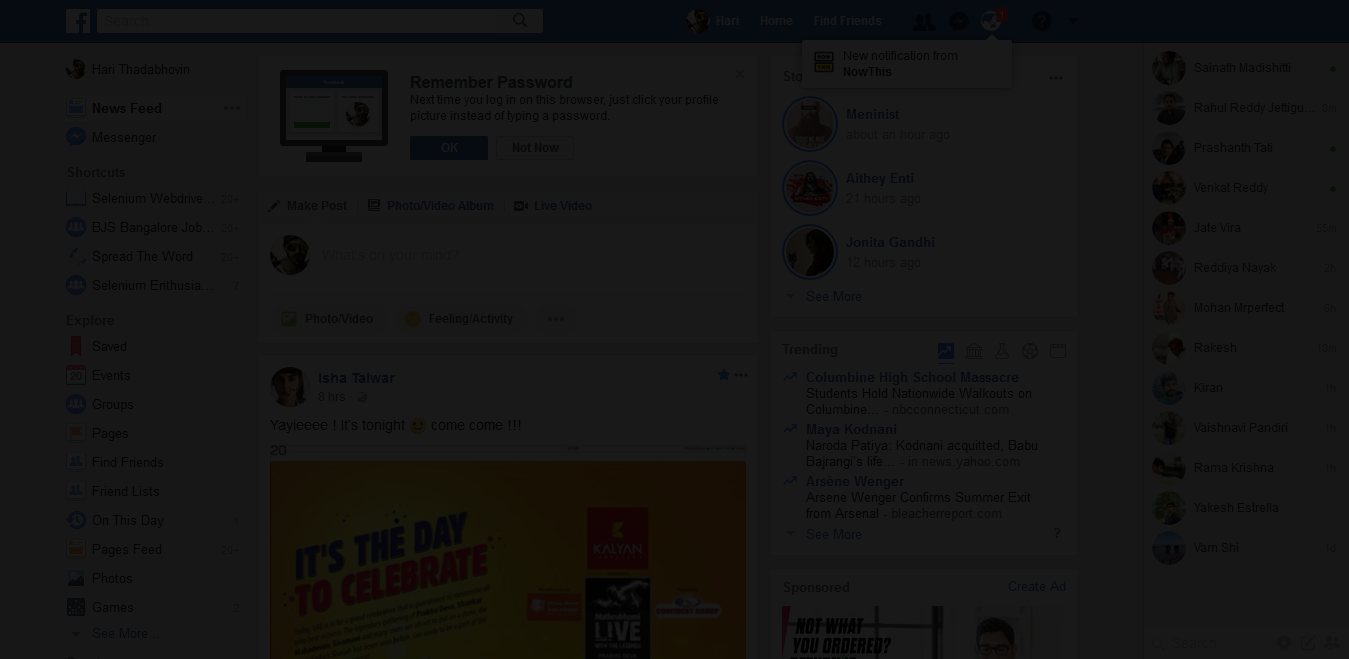 Search
Hari
Home
Find Friends
1
New notification from
NowThis
Hari Thadabhovin
News Feed
Messenger
Shortcuts
Selenium Webdrive... 20+
BJS Bangalore Job... 20+
Spread The Word 20+
Selenium Enthusia...
Explore
Saved
Events
20
Groups
Pages
Find Friends
Friend Lists
On This Day
Pages Feed 20+
Photos
Games 2
See More...
Remember Password
Next time you log in on this browser, just click your profile
picture instead of typing a password.
OK
Not Now
Make Post
Photo/Video Album
Live Video
What's on your mind?
Photo/Video
Feeling/Activity
Isha Talwar
8 hrs ·
Yayieeee ! It's tonight 😉 come come !!!
20
IT'S THE DAY
TO CELEBRATE
KALYAN
LIVE
Meninist
about an hour ago
Aithey Enti
21 hours ago
Jonita Gandhi
12 hours ago
See More
Trending
Columbine High School Massacre
Students Hold Nationwide Walkouts on
Columbine... - nbcconnecticut.com
Maya Kodnani
Naroda Patiya: Kodnani acquitted, Babu
Bajrangi's life... - in.news.yahoo.com
Arsène Wenger
Arsene Wenger Confirms Summer Exit
from Arsenal - bleacherreport.com
See More
?
Sponsored
Create Ad
NOT WHAT
YOU ORDERED?
Sainath Madishitti
Rahul Reddy Jettigu...
Prashanth Tati
Venkat Reddy
Jafe Vira 55m
Reddiya Nayak 2h
Mohan Mrperfect 6h
Rakesh
Kiran 1h
Vaishnavi Pandiri 1h
Rama Krishna 1h
Yakesh Estrella
Vam Shi 1d
Search